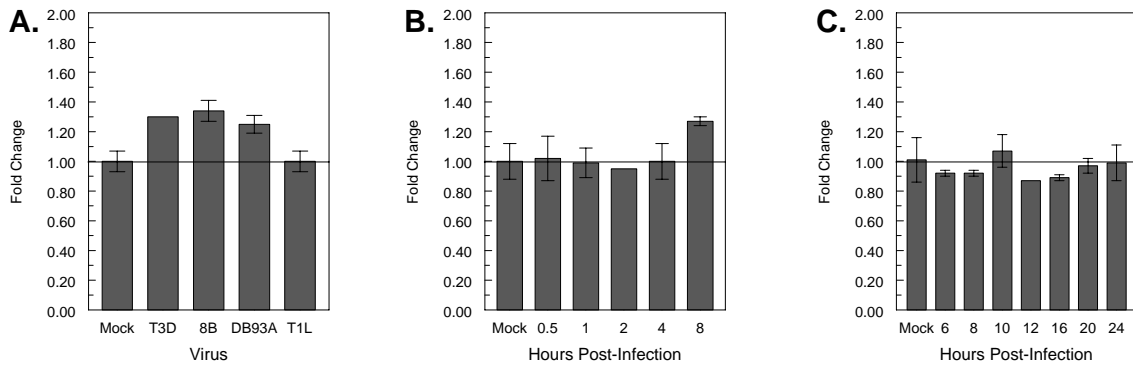 A.
Fold Change
2.00
1.80
1.60
1.40
1.20
1.00
0.80
0.60
0.40
0.20
0.00
Mock T3D 8B DB93A T1L
Virus
B.
Fold Change
2.00
1.80
1.60
1.40
1.20
1.00
0.80
0.60
0.40
0.20
0.00
Mock 0.5 1 2 4 8
Hours Post-Infection
C.
Fold Change
2.00
1.80
1.60
1.40
1.20
1.00
0.80
0.60
0.40
0.20
0.00
Mock 6 8 10 12 16 20 24
Hours Post-Infection